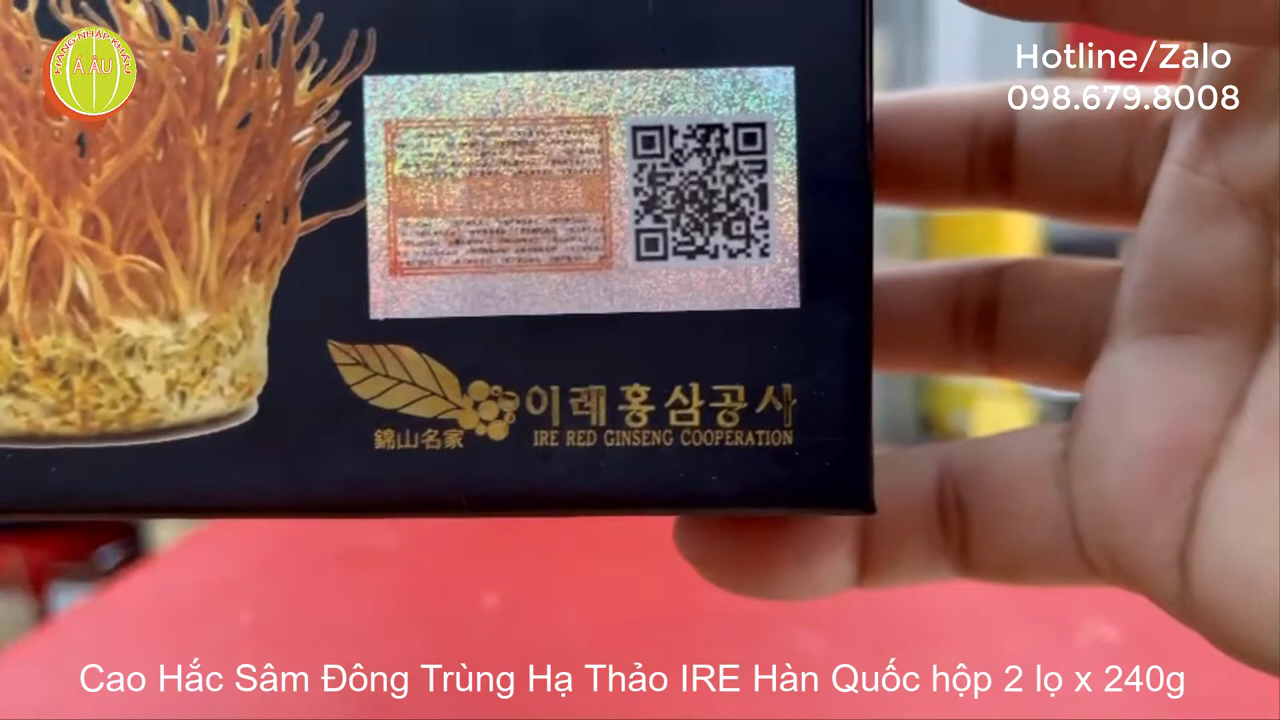 HÀNG NHẬP KHẨU
Á ÂU
Hotline/Zalo
098.679.8008
錦山名家
이레홍삼공사
IRE RED GINSENG COOPERATION
Cao Hắc Sâm Đông Trùng Hạ Thảo IRE Hàn Quốc hộp 2 lọ x 240g